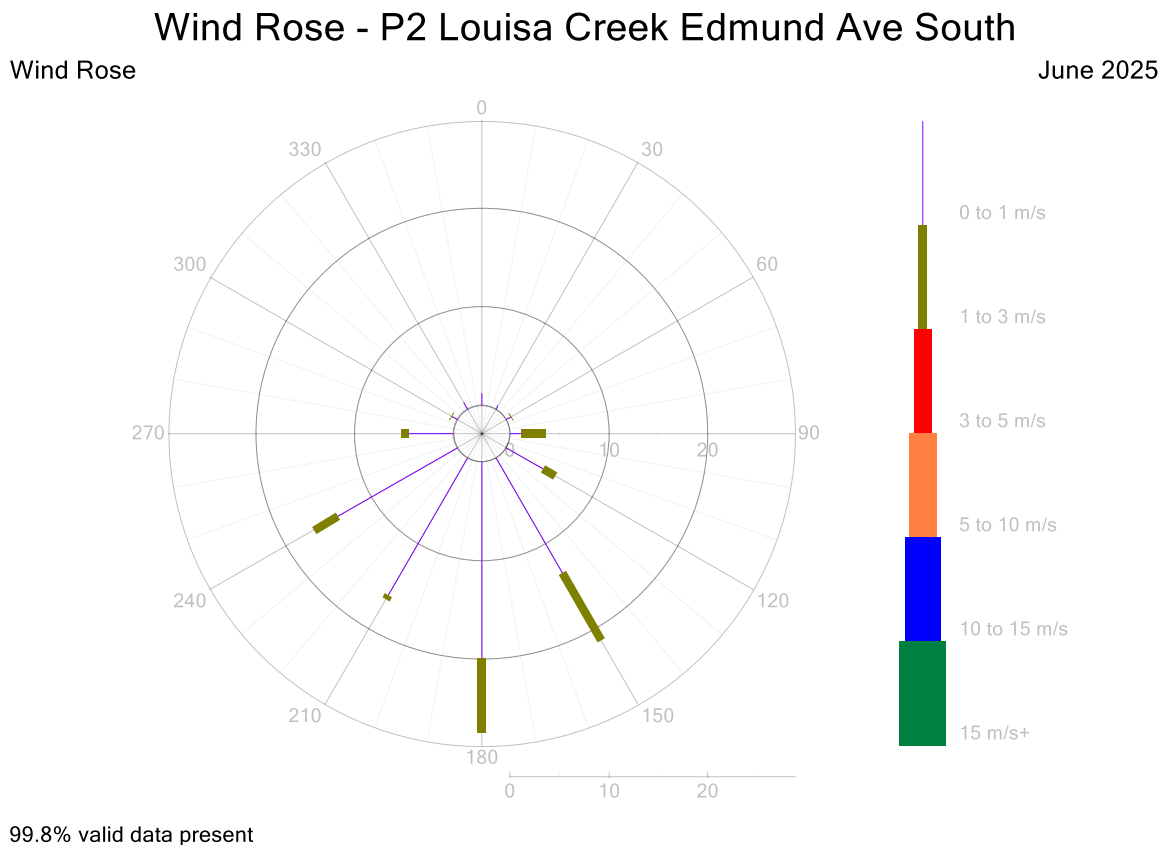 Wind Rose - P2 Louisa Creek Edmund Ave South
Wind Rose
June 2025
0
330
30
300
60
270
90
0
10
20
240
120
210
150
180
0
10
20
0 to 1 m/s
1 to 3 m/s
3 to 5 m/s
5 to 10 m/s
10 to 15 m/s
15 m/s+
99.8% valid data present